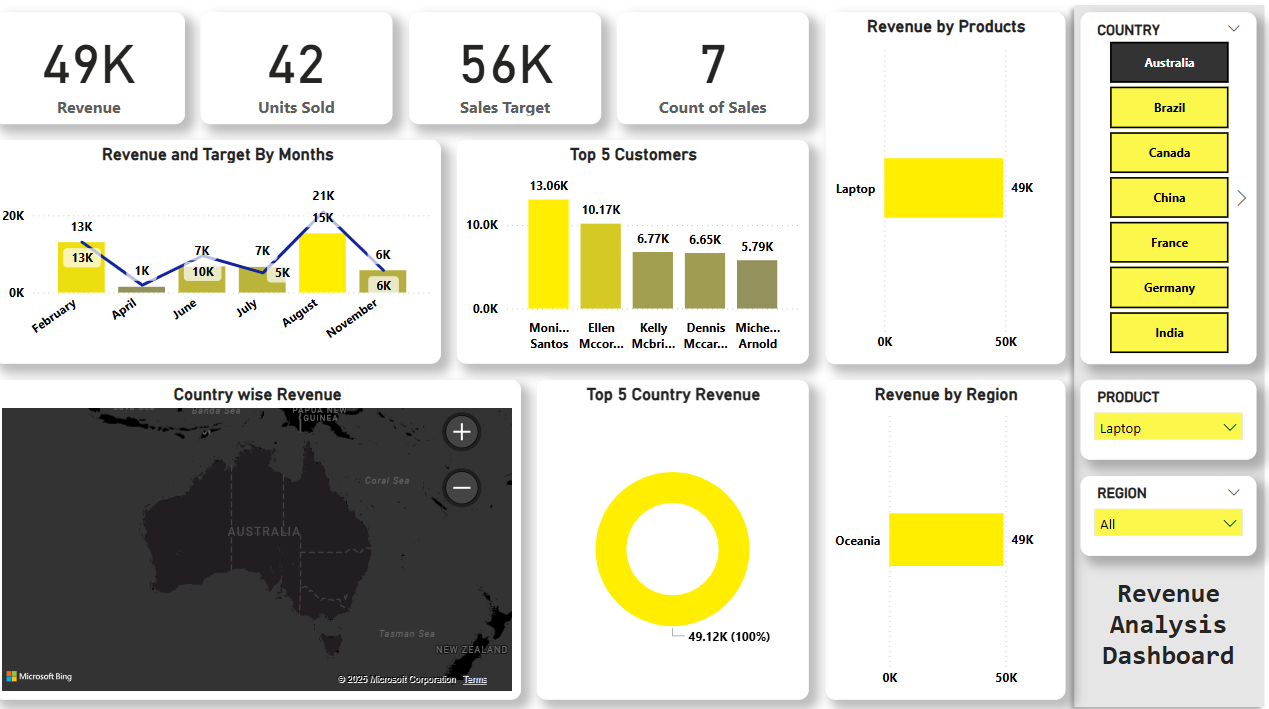 49K
Revenue
42
Units Sold
56K
Sales Target
7
Count of Sales
Revenue and Target By Months
20K
0K
13K
13K
1K
7K
10K
7K
5K
21K
15K
6K
6K
February
April
June
July
August
November
Top 5 Customers
10.0K
0.0K
13.06K
10.17K
6.77K
6.65K
5.79K
Moni...
Santos
Ellen
Mccor...
Kelly
Mcbri...
Dennis
Mccar...
Miche...
Arnold
Revenue by Products
Laptop
49K
0K
50K
COUNTRY
Australia
Brazil
Canada
China
France
Germany
India
Country wise Revenue
Banda Sea
PAPUA NEW
GUINEA
Coral Sea
AUSTRALIA
Tasman Sea
NEW ZEALAND
Microsoft Bing
© 2025 Microsoft Corporation Terms
Top 5 Country Revenue
49.12K (100%)
Revenue by Region
Oceania
49K
0K
50K
PRODUCT
Laptop
REGION
All
Revenue
Analysis
Dashboard